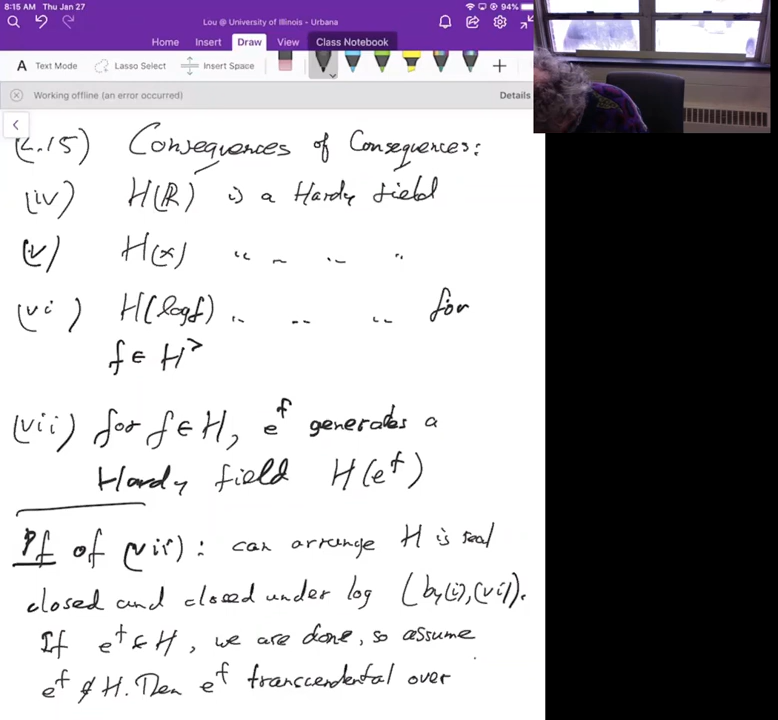 8:15 AM Thu Jan 27
94%
Lou @ University of Illinois - Urbana
Home Insert Draw View Class Notebook
A Text Mode Lasso Select Insert Space
Working offline (an error occurred) Details
(2.15) Consequences of Consequences:
(iv) H(ℝ) is a Hardy field
(v) H(x) " " " "
(vi) H(log f) " " " for
f ∈ H^>
(vii) for f ∈ H, e^f generates a
Hardy field H(e^f)
Pf of (vii): can arrange H is real
closed and closed under log (by (i), (vi)).
If e^f ∈ H, we are done, so assume
e^f ∉ H. Then e^f transcendental over